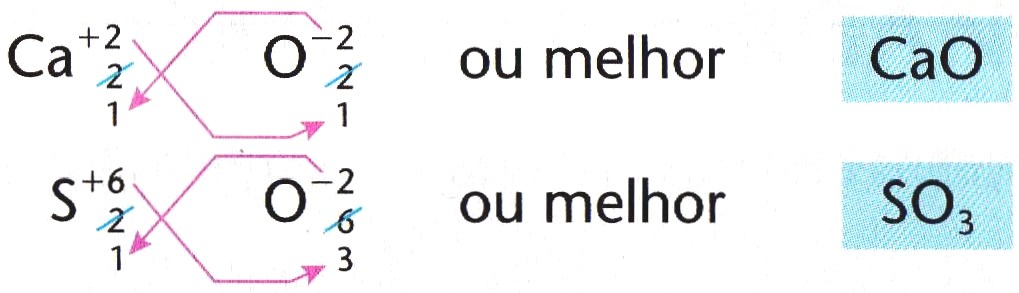 Ca+2 2 1 O−2 2 1 ou melhor CaO
S+6 2 1 O−2 6 3 ou melhor SO3